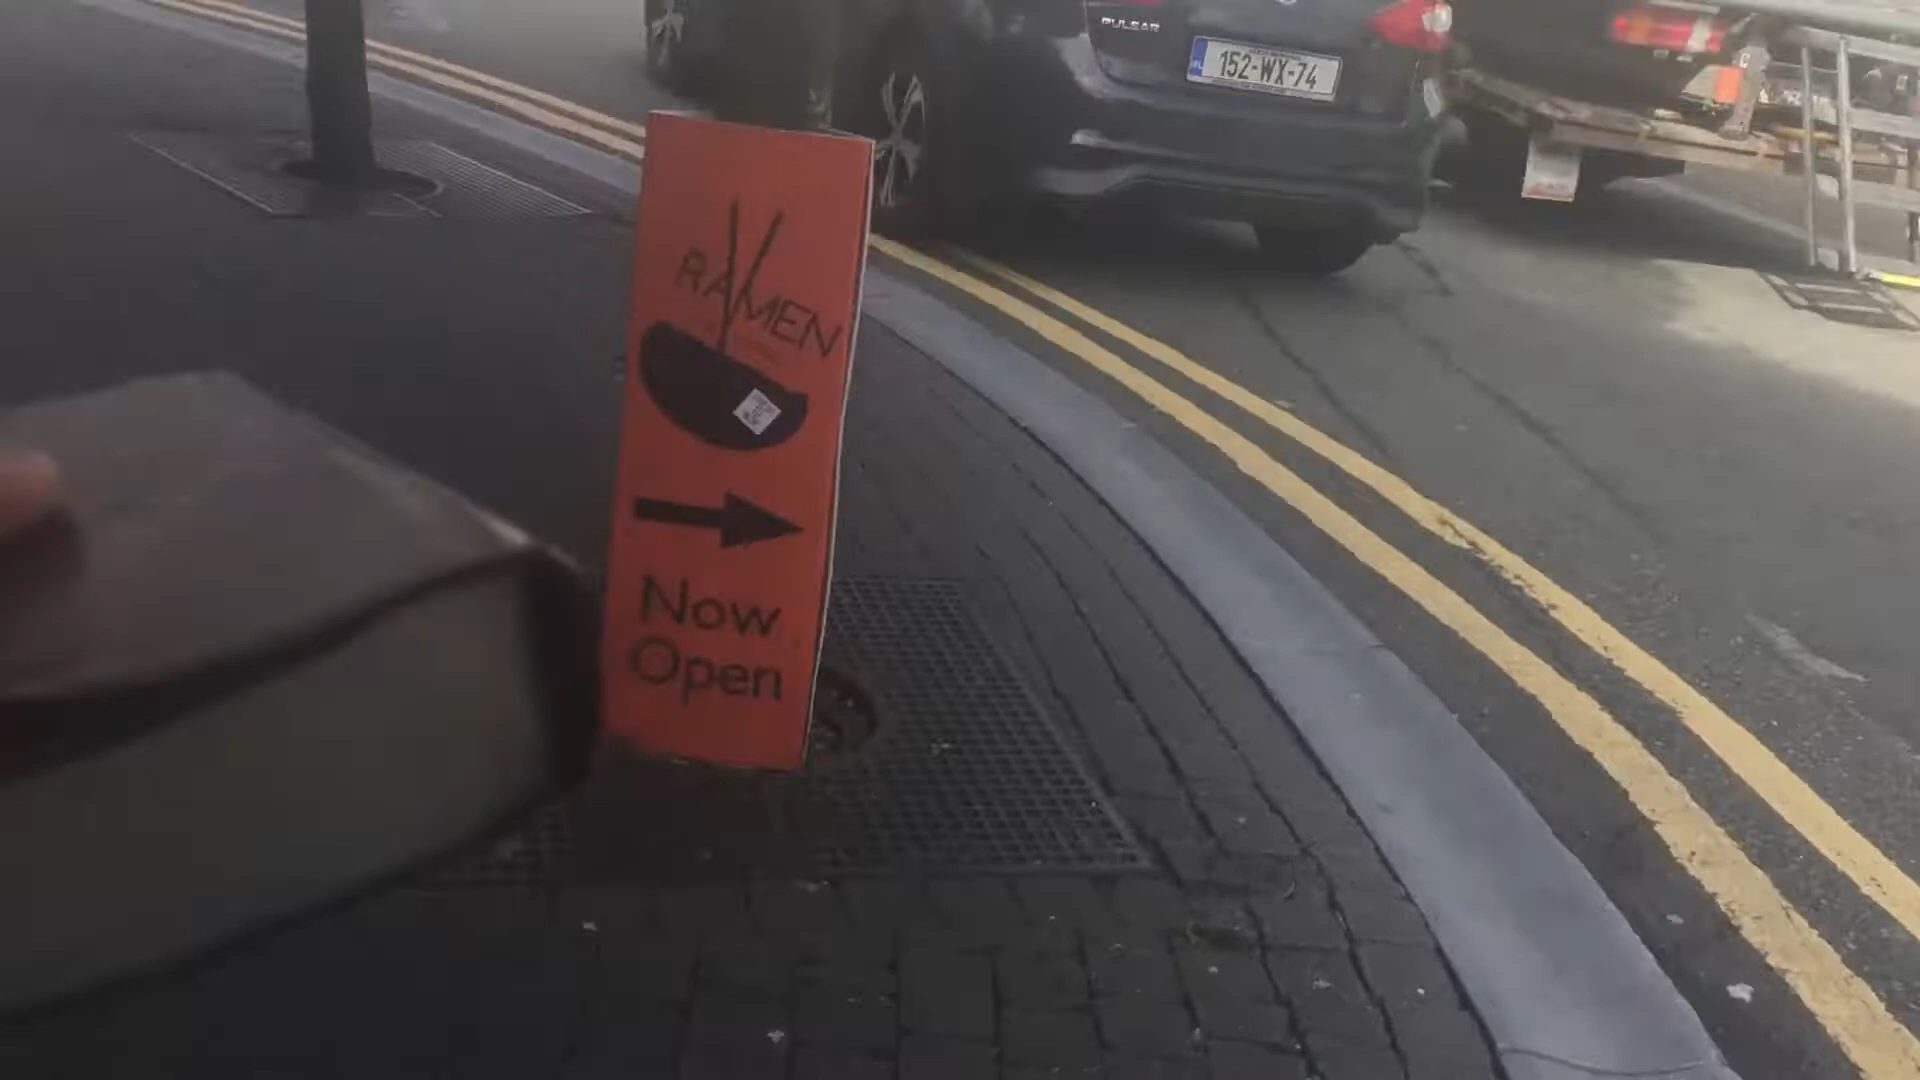 PULSAR
152-WX-74
RAMEN
Now
Open